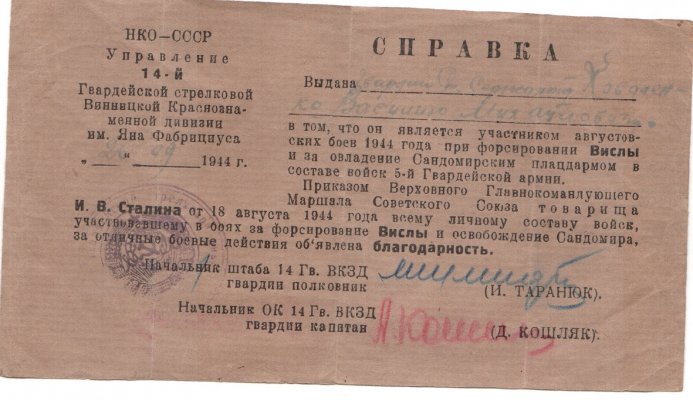 НКО—СССР
Управление
14-й
Гвардейской стрелковой
Винницкой Краснозна-
менной дивизии
им. Яна Фабрициуса
„ “ 09 1944 г.
СПРАВКА
Выдана гвардии
Василию Михайловичу
в том, что он является участником августов-
ских боев 1944 года при форсировании Вислы
и за овладение Сандомирским плацдармом в
составе войск 5-й Гвардейской армии.
Приказом Верховного Главнокомандующего
Маршала Советского Союза товарища
И. В. Сталина от 18 августа 1944 года всему личному составу войск,
участвовавшему в боях за форсирование Вислы и освобождение Сандомира,
за отличные боевые действия об'явлена благодарность.
Начальник штаба 14 Гв. ВКЗД
гвардии полковник
(И. ТАРАНЮК).
Начальник ОК 14 Гв. ВКЗД
гвардии капитан
(Д. КОШЛЯК).